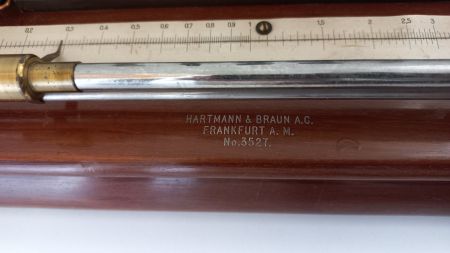 0,2 0,3 0,4 0,5 0,6 0,7 0,8 0,9 1 1,5 2 2,5 3
HARTMANN & BRAUN A.G.
FRANKFURT A. M.
No.3527.